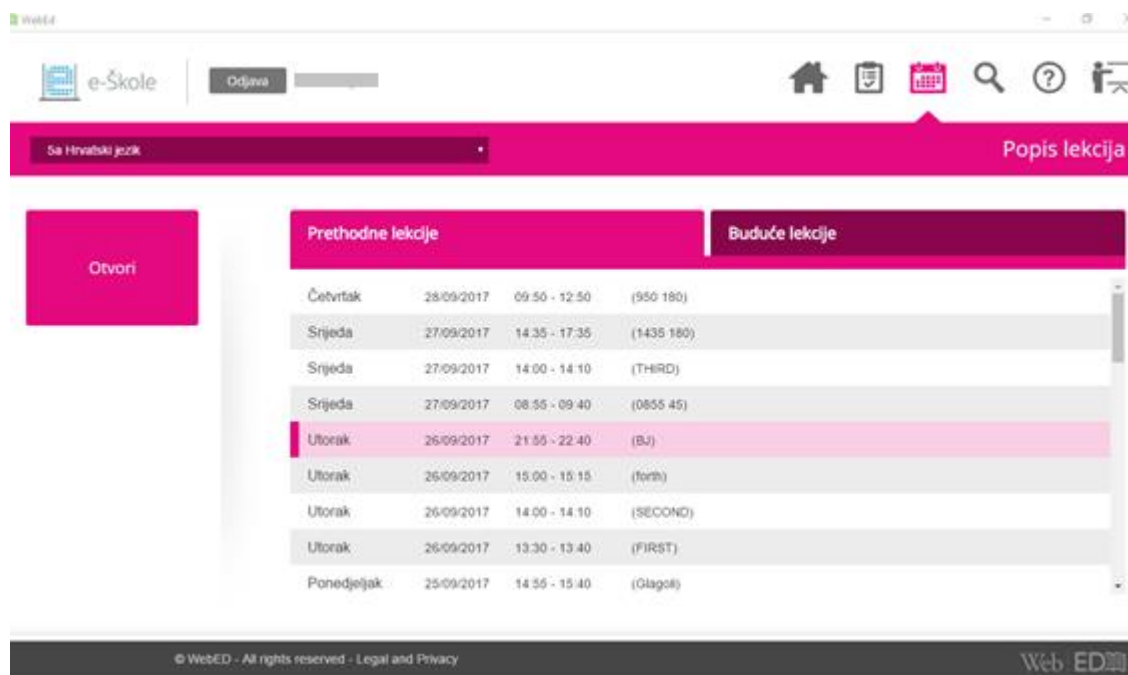 WebEd
e-Škole
Odjava
5a Hrvatski jezik
Popis lekcija
Otvori
Prethodne lekcije
Buduće lekcije
Četvrtak 28/09/2017 09:50 - 12:50 (950 180)
Srijeda 27/09/2017 14:35 - 17:35 (1435 180)
Srijeda 27/09/2017 14:00 - 14:10 (THIRD)
Srijeda 27/09/2017 08:55 - 09:40 (0855 45)
Utorak 26/09/2017 21:55 - 22:40 (BJ)
Utorak 26/09/2017 15:00 - 15:15 (forth)
Utorak 26/09/2017 14:00 - 14:10 (SECOND)
Utorak 26/09/2017 13:30 - 13:40 (FIRST)
Ponedjeljak 25/09/2017 14:55 - 15:40 (Glagoli)
© WebED - All rights reserved - Legal and Privacy
Web ED